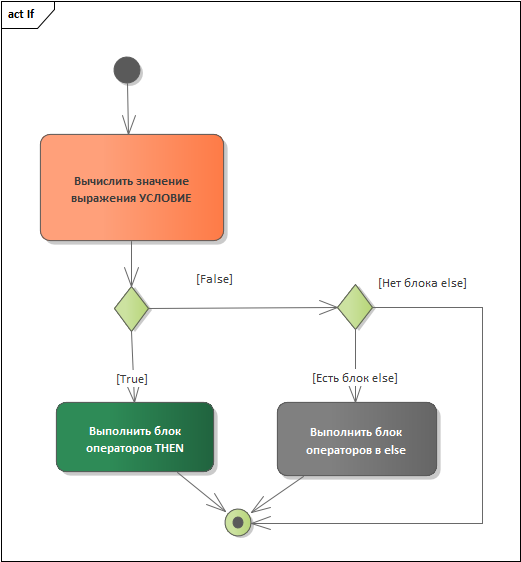 act If
Вычислить значение
выражения УСЛОВИЕ
[False]
[Нет блока else]
[True]
[Есть блок else]
Выполнить блок
операторов THEN
Выполнить блок
операторов в else